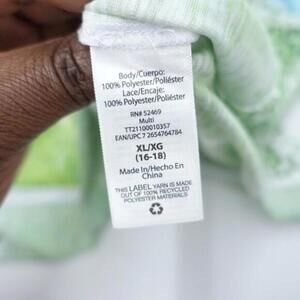 Body/Cuerpo:
100% Polyester/Poliéster
Lace/Encaje:
100% Polyester/Poliéster
RN# 52469
Multi
TT21100010357
EAN/UPC 7 2654764784
XL/XG
(16-18)
Made In/Hecho En
China
THIS LABEL YARN IS MADE
OUT OF 100% RECYCLED
POLYESTER MATERIALS